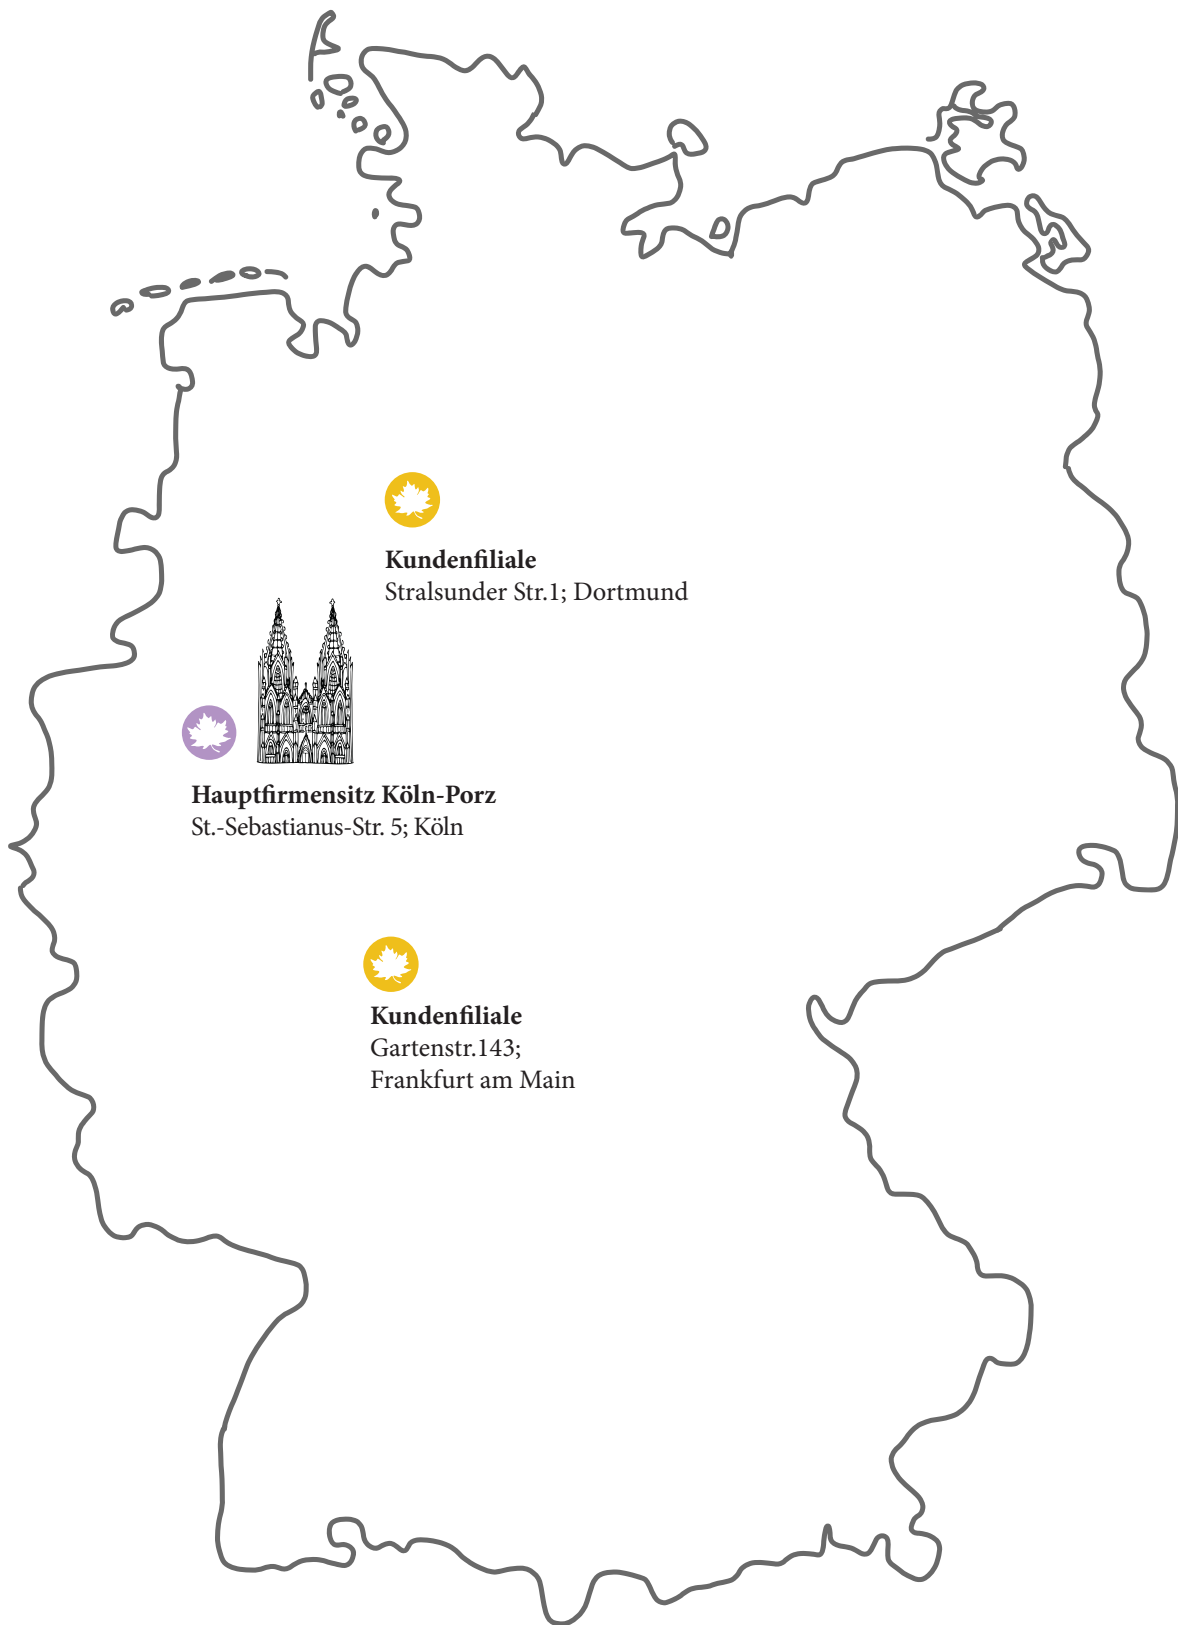 Kundenfiliale
Stralsunder Str.1; Dortmund
Hauptfirmensitz Köln-Porz
St.-Sebastianus-Str. 5; Köln
Kundenfiliale
Gartenstr.143;
Frankfurt am Main